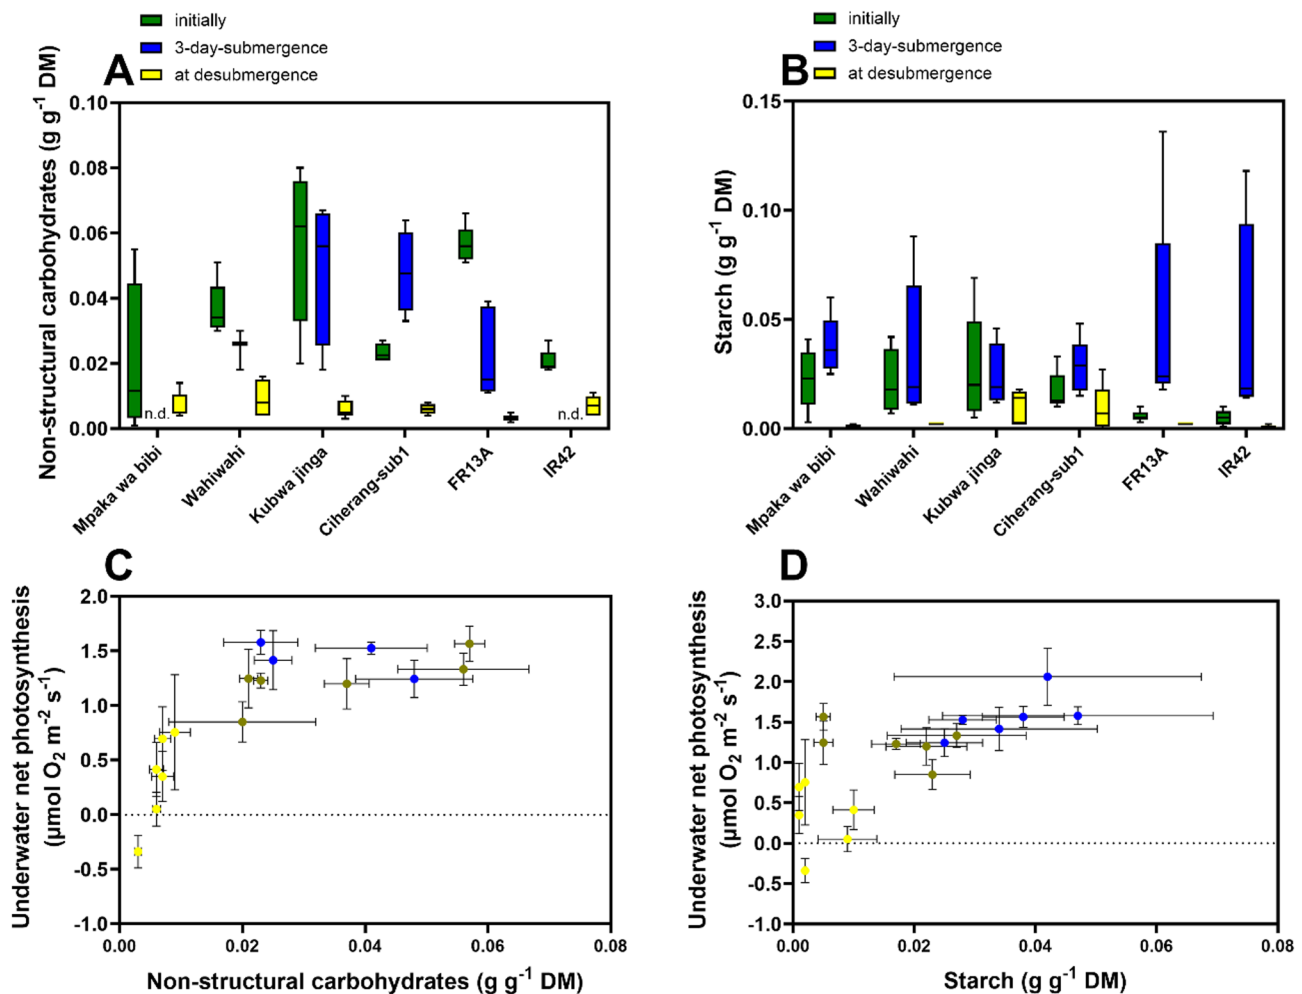 initially
3-day-submergence
at desubmergence
A
Non-structural carbohydrates (g g⁻¹ DM)
0.10
0.08
0.06
0.04
0.02
0.00
n.d.
n.d.
Mpaka wa bibi
Wahiwahi
Kubwa jinga
Ciherang-sub1
FR13A
IR42
initially
3-day-submergence
at desubmergence
B
Starch (g g⁻¹ DM)
0.15
0.10
0.05
0.00
Mpaka wa bibi
Wahiwahi
Kubwa jinga
Ciherang-sub1
FR13A
IR42
C
Underwater net photosynthesis
(μmol O₂ m⁻² s⁻¹)
2.0
1.5
1.0
0.5
0.0
-0.5
-1.0
0.00
0.02
0.04
0.06
0.08
Non-structural carbohydrates (g g⁻¹ DM)
D
Underwater net photosynthesis
(μmol O₂ m⁻² s⁻¹)
3.0
2.5
2.0
1.5
1.0
0.5
0.0
-0.5
-1.0
0.00
0.02
0.04
0.06
0.08
Starch (g g⁻¹ DM)